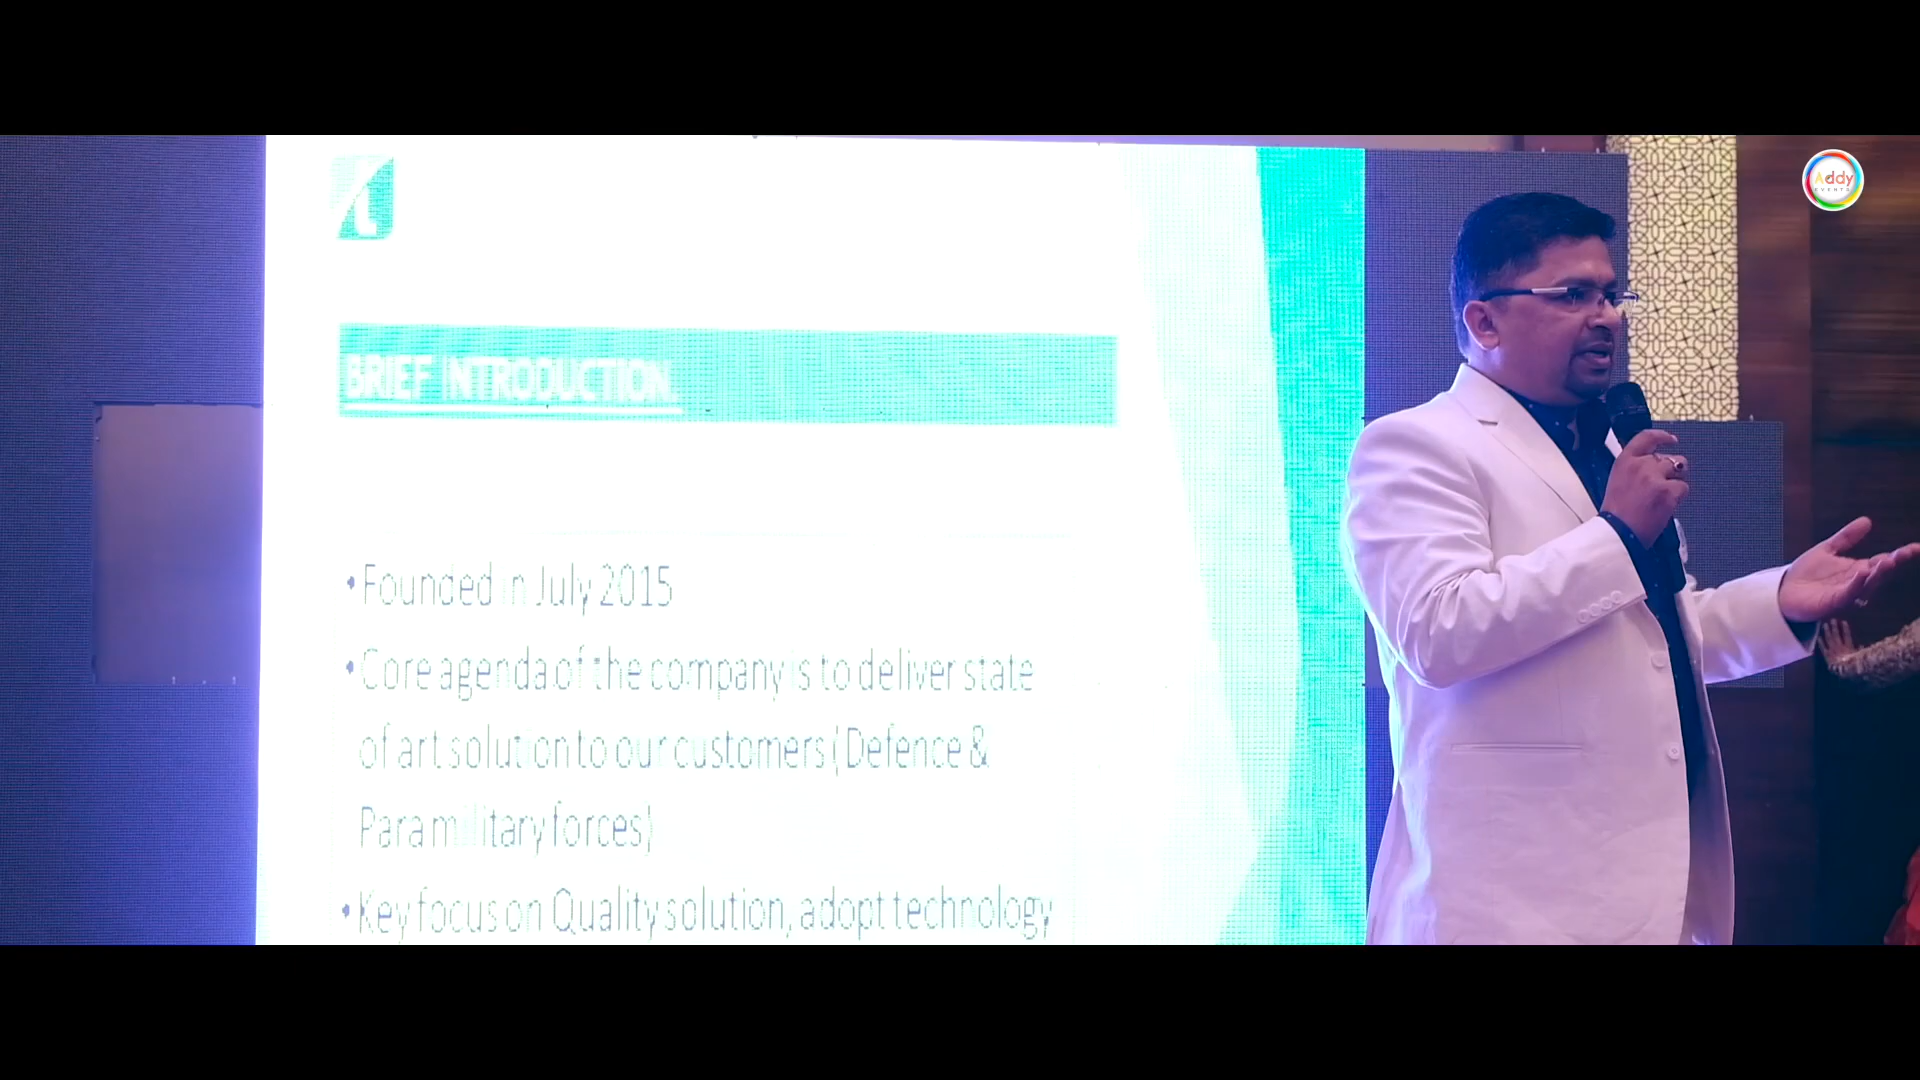 Addy
EVENTS
BRIEF INTRODUCTION
•Founded in July 2015
•Core agenda of the company is to deliver state
of art solution to our customers ( Defence &
Paramilitary forces)
•Key focus on Quality solution, adopt technology